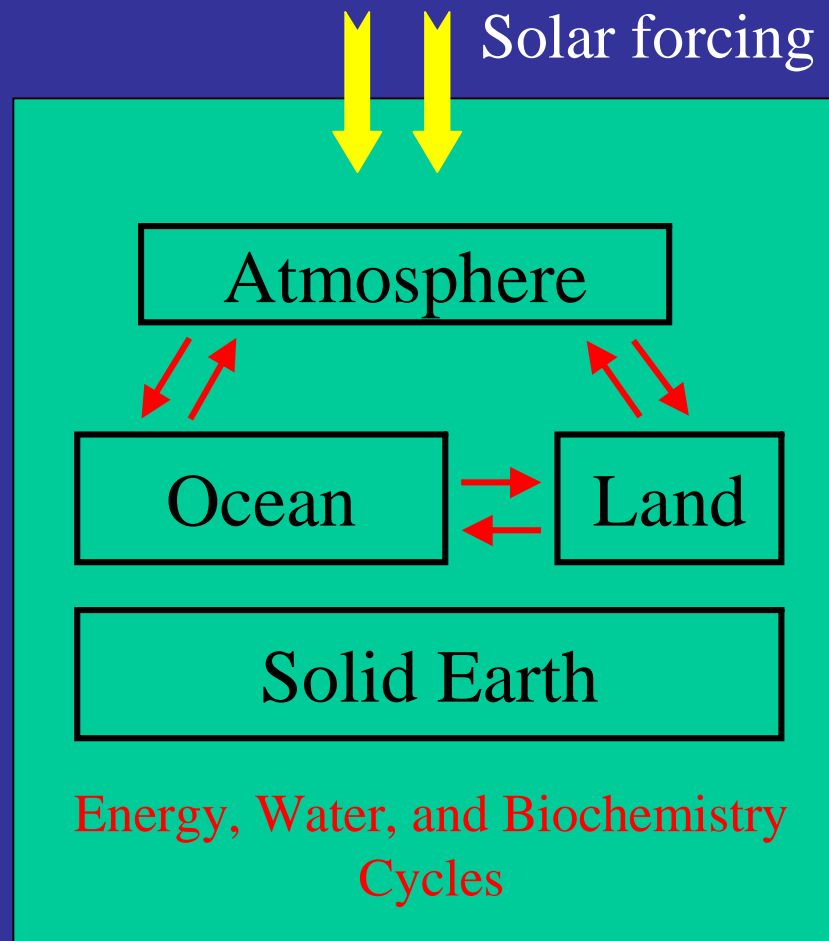 Solar forcing
Atmosphere
Ocean
Land
Solid Earth
Energy, Water, and Biochemistry
Cycles